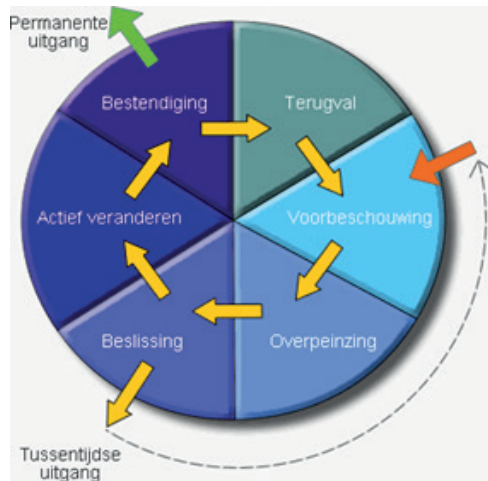 Permanente
uitgang
Bestendiging
Terugval
Actief veranderen
Voorbeschouwing
Beslissing
Overpeinzing
Tussentijdse
uitgang